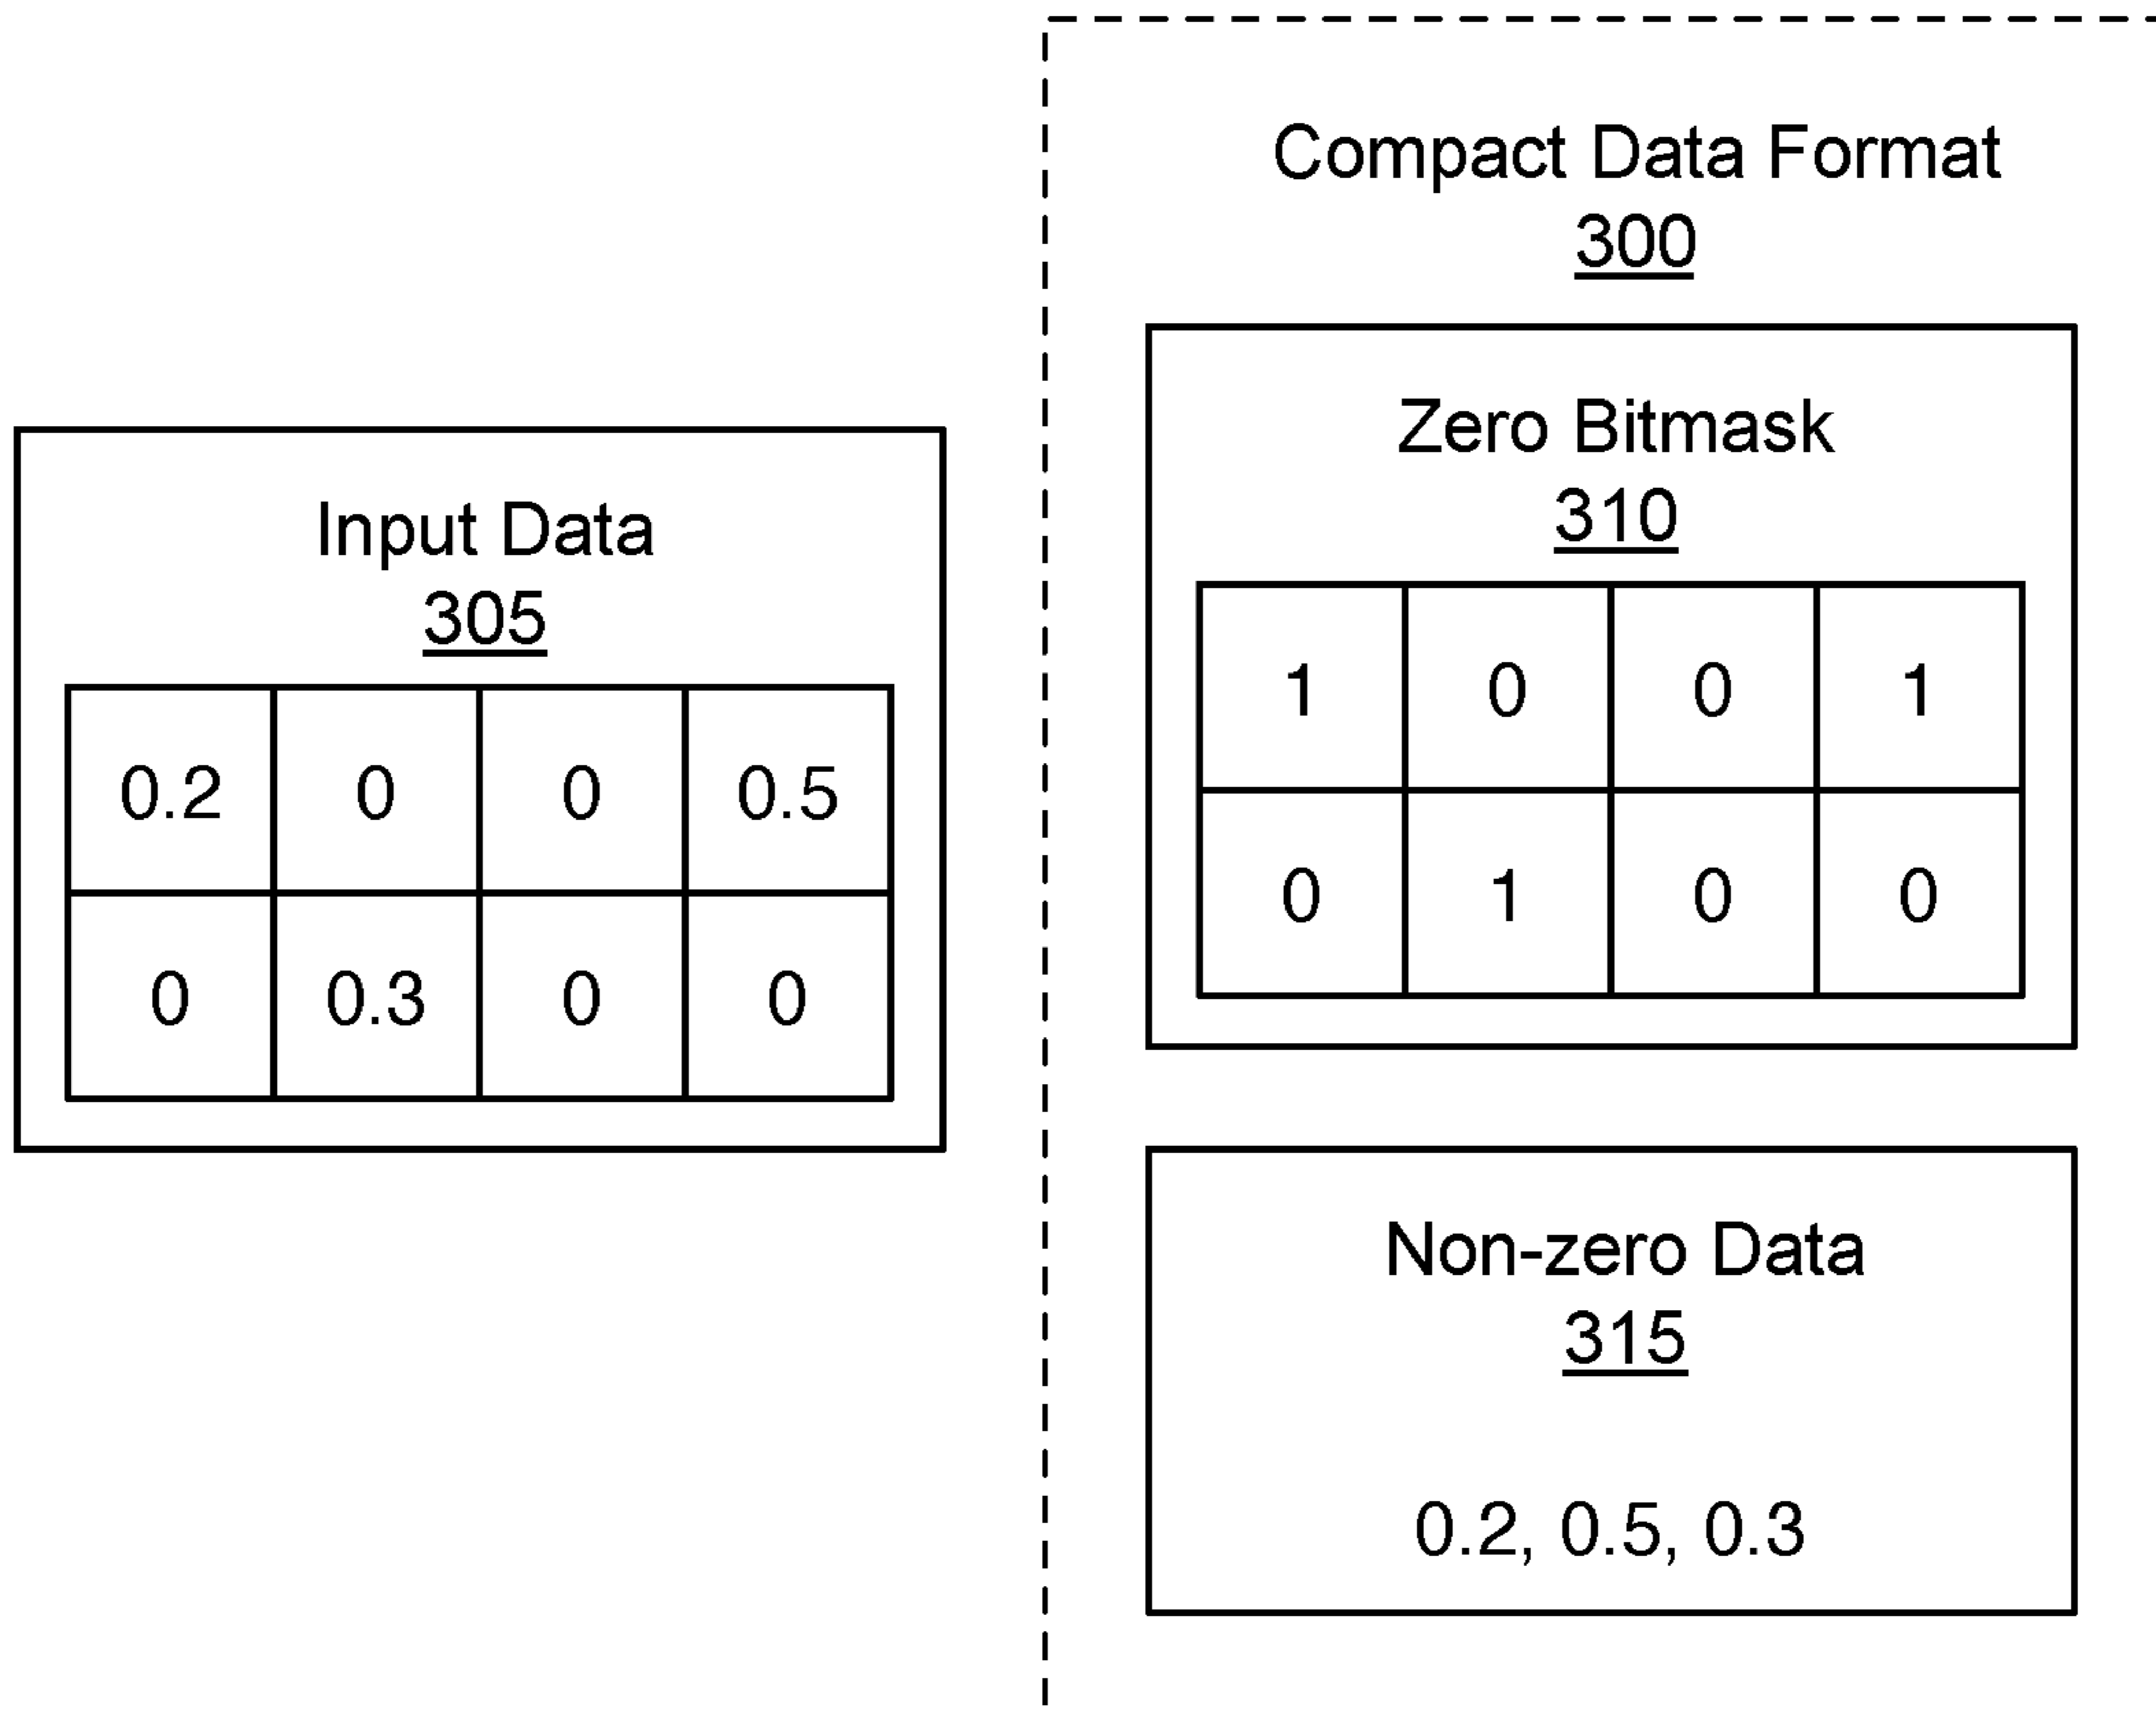 Input Data
305
0.2 0 0 0.5
0 0.3 0 0
Compact Data Format
300
Zero Bitmask
310
1 0 0 1
0 1 0 0
Non-zero Data
315
0.2, 0.5, 0.3